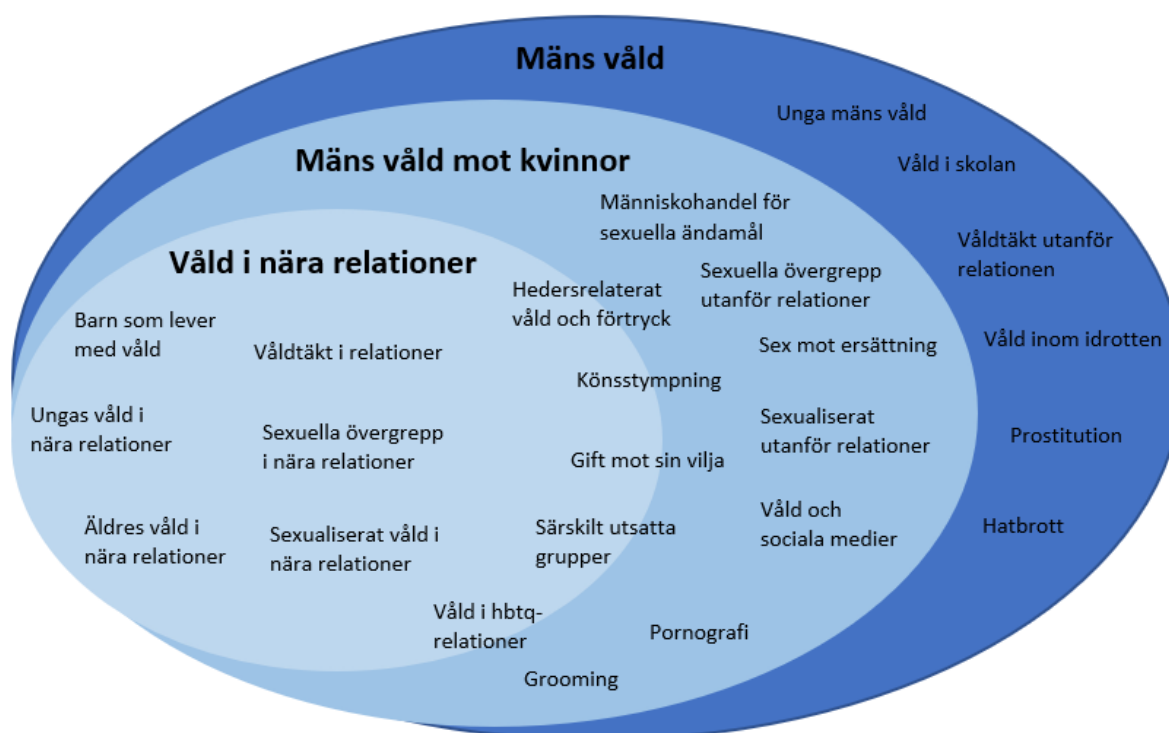 Mäns våld
Unga mäns våld
Mäns våld mot kvinnor
Våld i skolan
Människohandel för
sexuella ändamål
Våldtäkt utanför
relationen
Våld i nära relationer
Sexuella övergrepp
utanför relationer
Hedersrelaterat
våld och förtryck
Barn som lever
med våld
Våldtäkt i relationer
Sex mot ersättning
Våld inom idrotten
Könsstympning
Ungas våld i
nära relationer
Sexuella övergrepp
i nära relationer
Sexualiserat
utanför relationer
Prostitution
Gift mot sin vilja
Äldres våld i
nära relationer
Sexualiserat våld i
nära relationer
Särskilt utsatta
grupper
Våld och
sociala medier
Hatbrott
Våld i hbtq-
relationer
Pornografi
Grooming